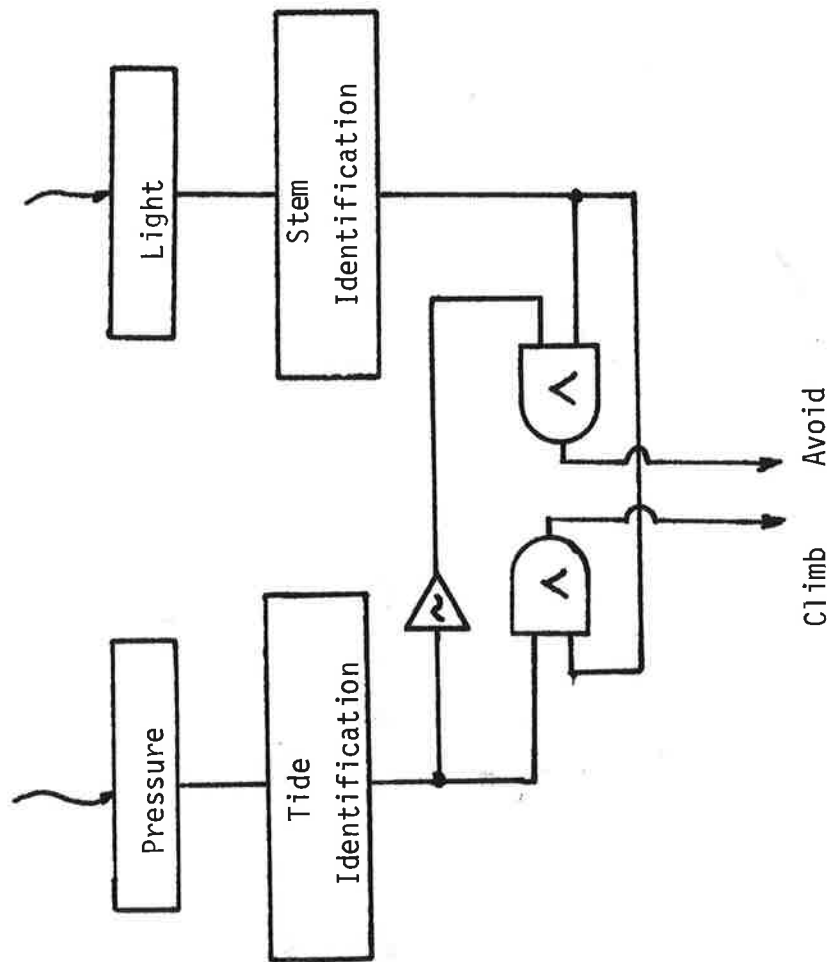 Pressure
Light
Tide
Identification
Stem
Identification
~
∧
∧
Climb
Avoid